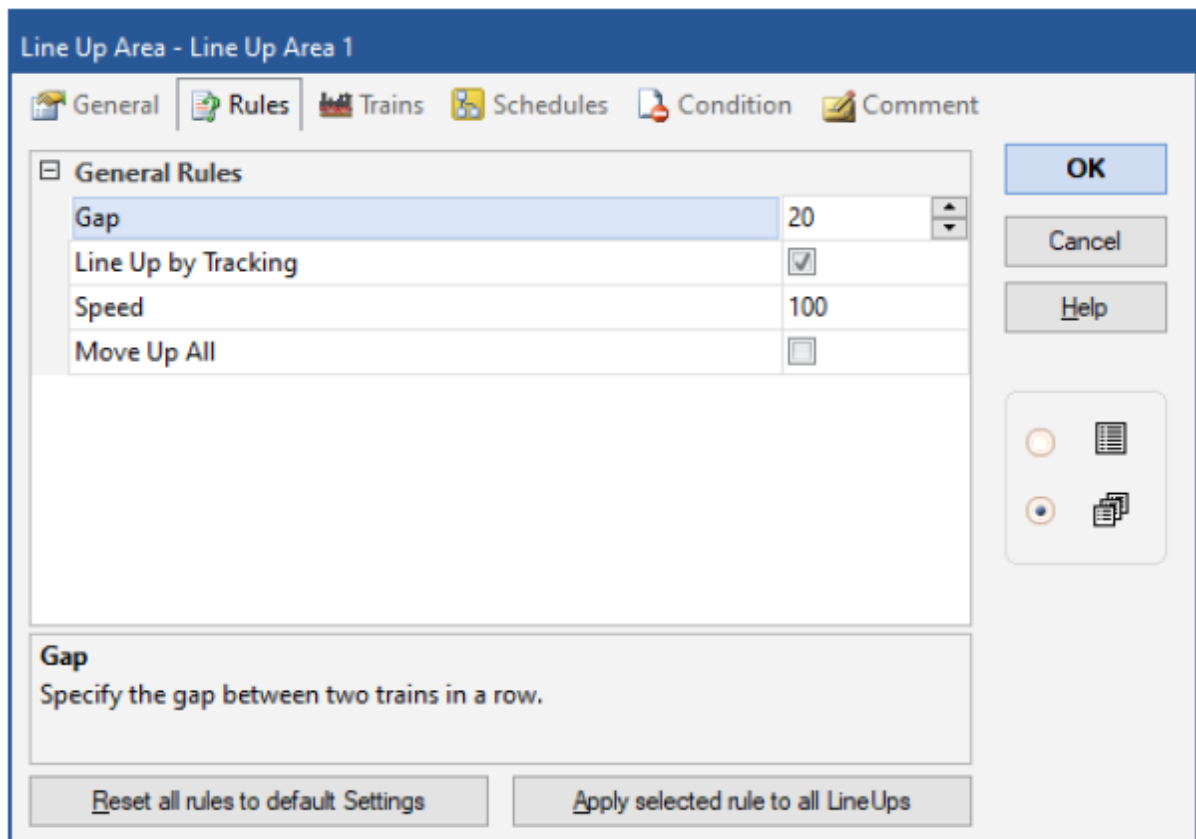 Line Up Area - Line Up Area 1
General Rules Trains Schedules Condition Comment
General Rules
Gap 20
Line Up by Tracking
Speed 100
Move Up All
OK
Cancel
Help
Gap
Specify the gap between two trains in a row.
Reset all rules to default Settings Apply selected rule to all LineUps